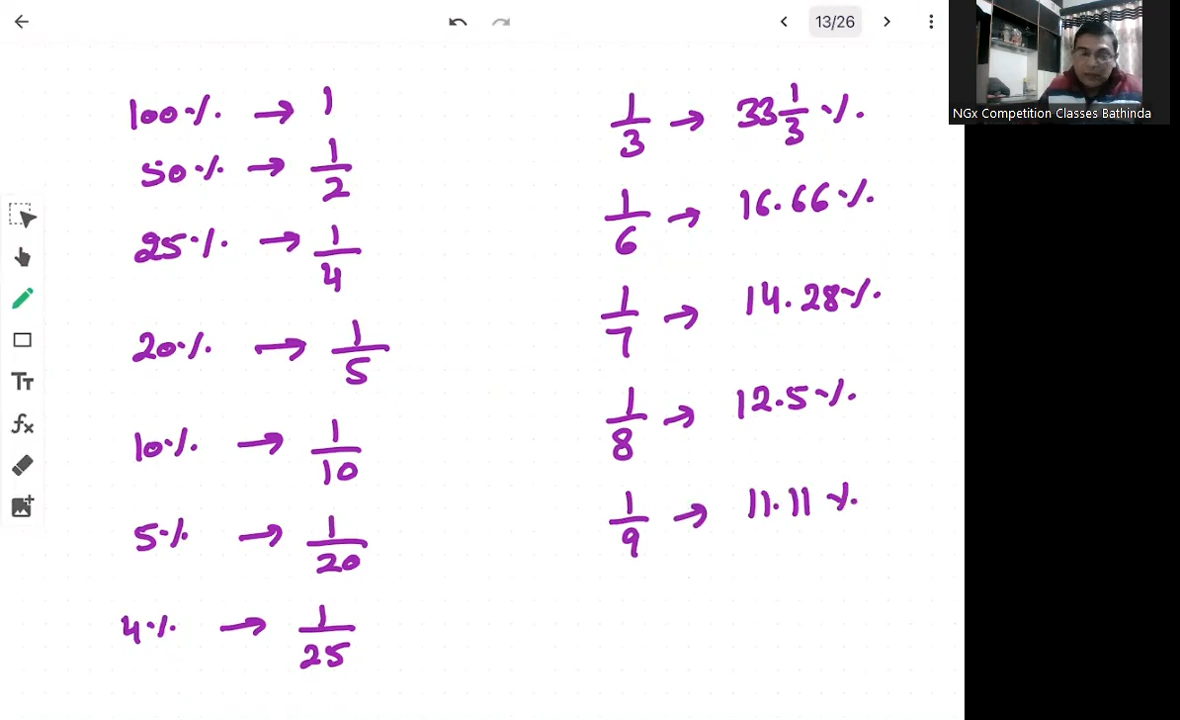 13/26
NGx Competition Classes Bathinda
100% → 1
50% → 1/2
25% → 1/4
20% → 1/5
10% → 1/10
5% → 1/20
4% → 1/25
1/3 → 33 1/3 %
1/6 → 16.66%
1/7 → 14.28%
1/8 → 12.5%
1/9 → 11.11%
Tт
fx